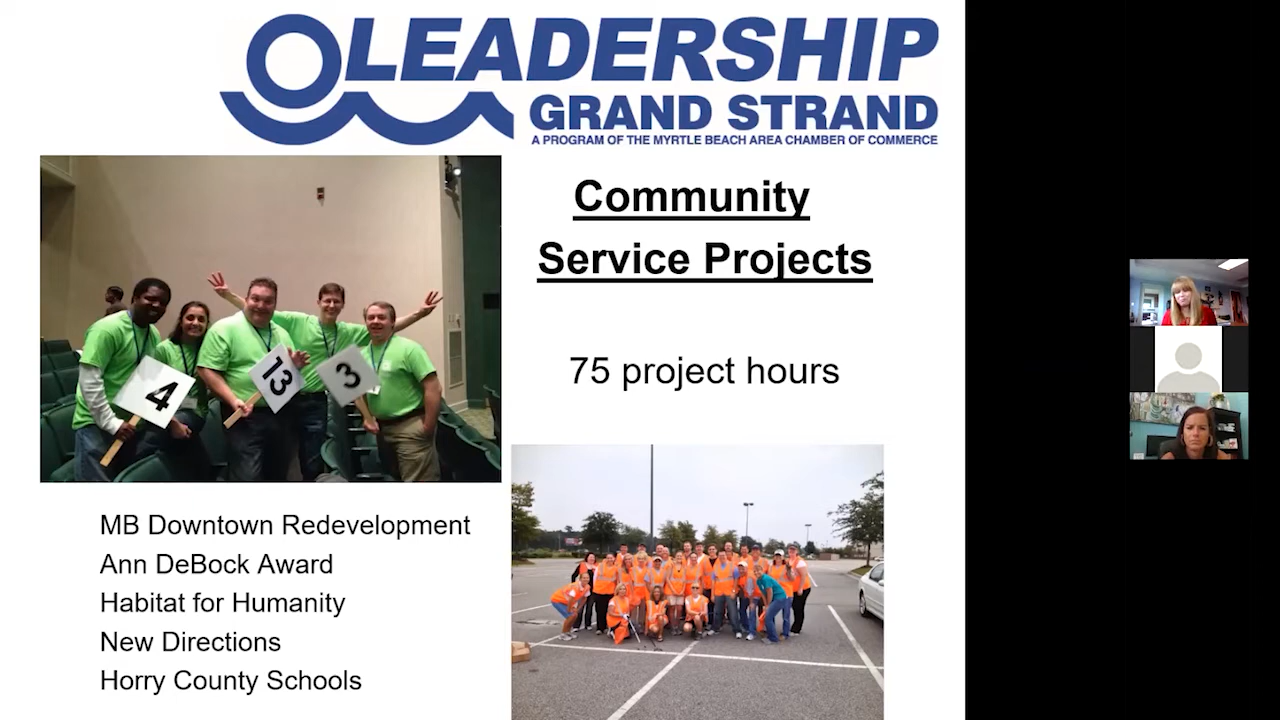 LEADERSHIP
GRAND STRAND
A PROGRAM OF THE MYRTLE BEACH AREA CHAMBER OF COMMERCE
Community
Service Projects
4
13
3
75 project hours
MB Downtown Redevelopment
Ann DeBock Award
Habitat for Humanity
New Directions
Horry County Schools